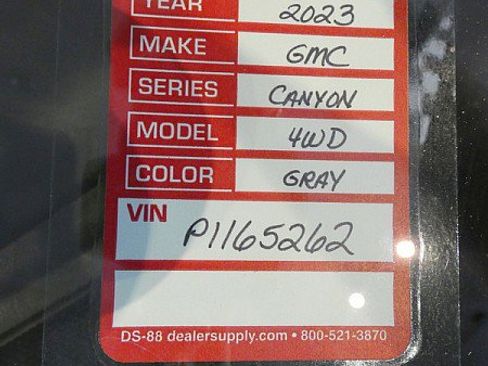 YEAR 2023
MAKE GMC
SERIES CANYON
MODEL 4WD
COLOR GRAY
VIN
P1165262
DS-88 dealersupply.com • 800-521-3870